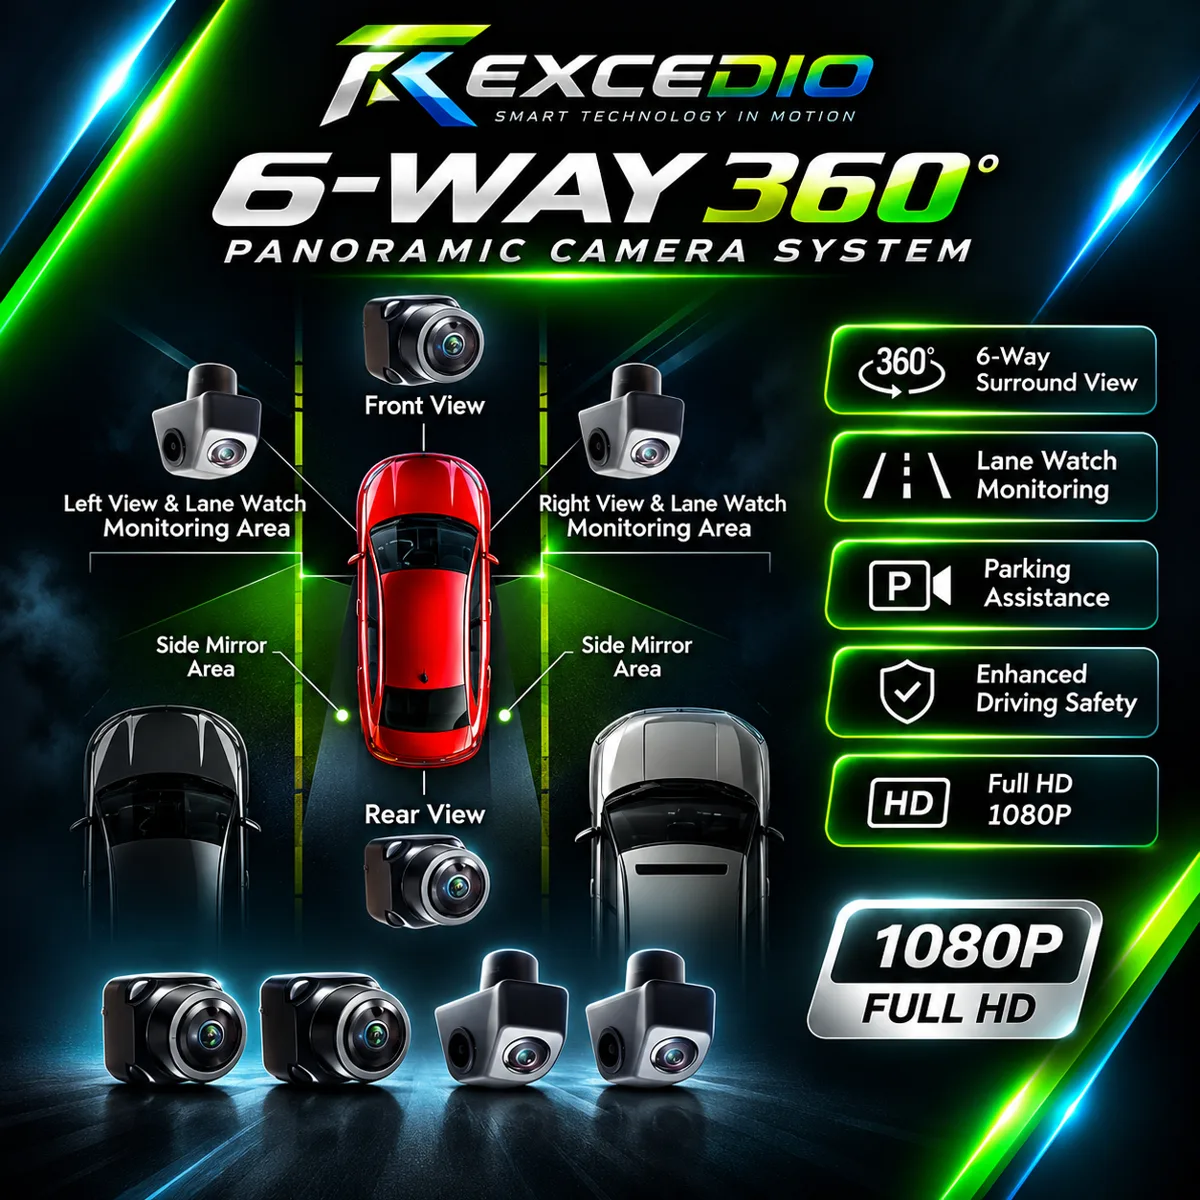 EXCEDIO
SMART TECHNOLOGY IN MOTION
6-WAY 360°
PANORAMIC CAMERA SYSTEM
Front View
Left View & Lane Watch
Monitoring Area
Right View & Lane Watch
Monitoring Area
Side Mirror
Area
Side Mirror
Area
Rear View
360°
6-Way
Surround View
Lane Watch
Monitoring
P
Parking
Assistance
Enhanced
Driving Safety
HD
Full HD
1080P
1080P
FULL HD